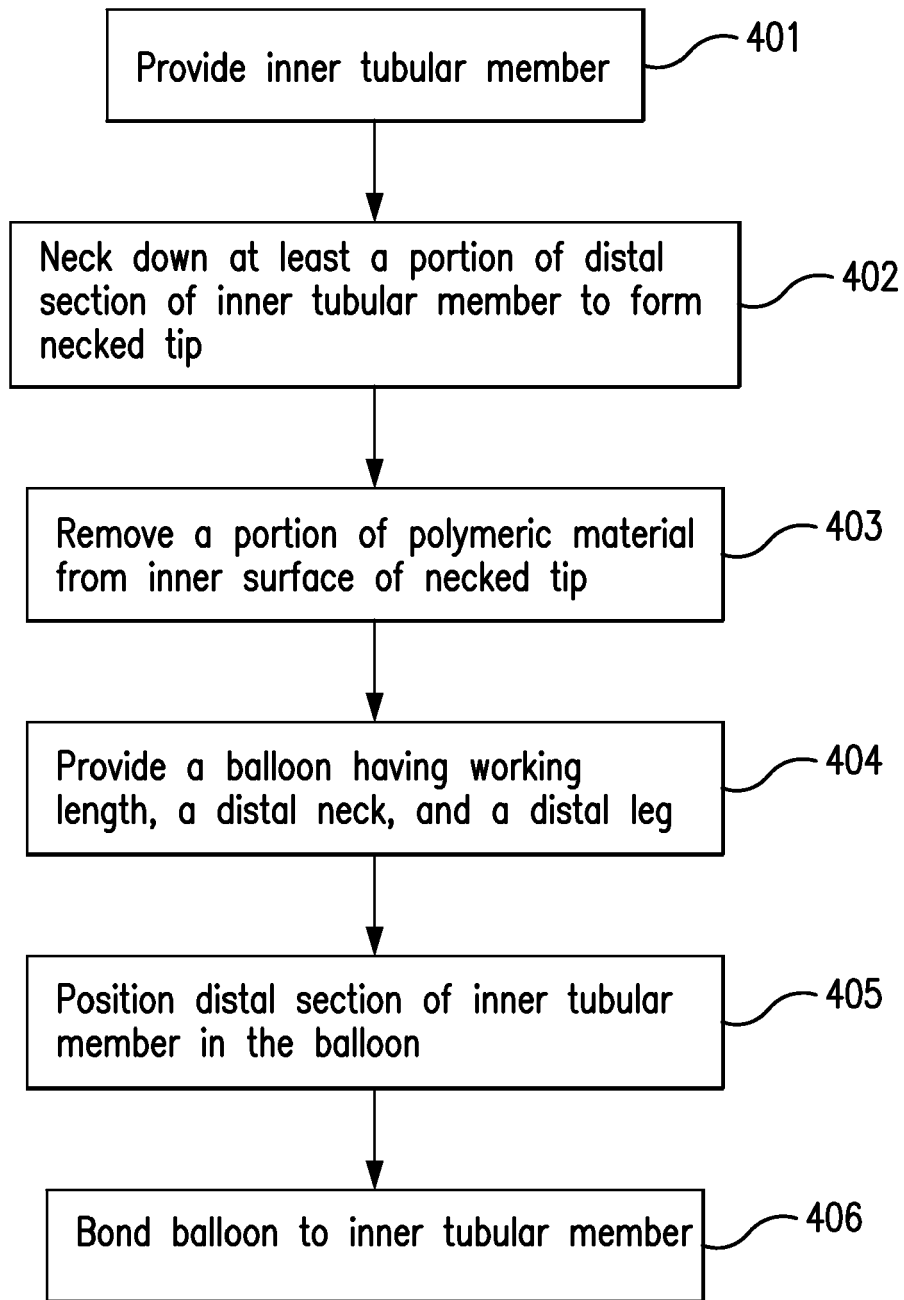 Provide inner tubular member
401
Neck down at least a portion of distal
section of inner tubular member to form
necked tip
402
Remove a portion of polymeric material
from inner surface of necked tip
403
Provide a balloon having working
length, a distal neck, and a distal leg
404
Position distal section of inner tubular
member in the balloon
405
Bond balloon to inner tubular member
406